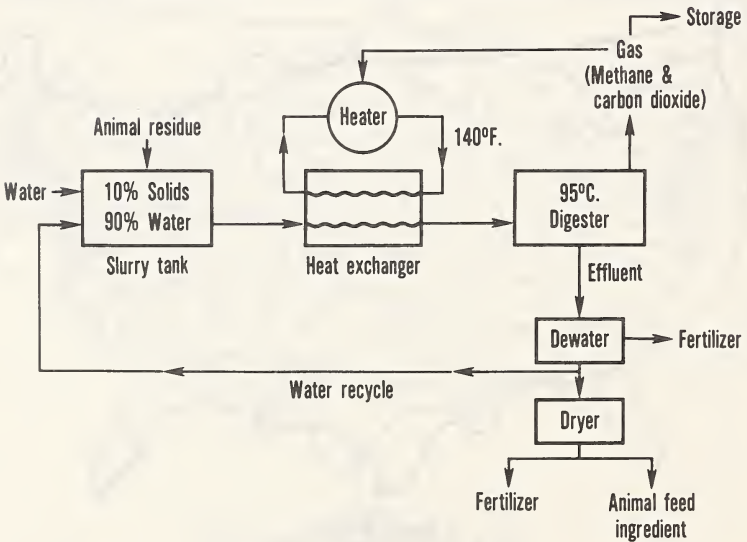 Storage
Gas
(Methane &
carbon dioxide)
Heater
140ºF.
Animal residue
Water
10% Solids
90% Water
Slurry tank
Heat exchanger
95ºC.
Digester
Effluent
Dewater
Fertilizer
Water recycle
Dryer
Fertilizer
Animal feed
ingredient